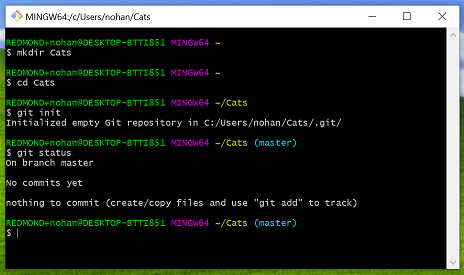 MINGW64:/c/Users/nohan/Cats
REDMOND+nohan@DESKTOP-BTTI851 MINGW64 ~
$ mkdir Cats
REDMOND+nohan@DESKTOP-BTTI851 MINGW64 ~
$ cd Cats
REDMOND+nohan@DESKTOP-BTTI851 MINGW64 ~/Cats
$ git init
Initialized empty Git repository in C:/Users/nohan/Cats/.git/
REDMOND+nohan@DESKTOP-BTTI851 MINGW64 ~/Cats (master)
$ git status
On branch master
No commits yet
nothing to commit (create/copy files and use "git add" to track)
REDMOND+nohan@DESKTOP-BTTI851 MINGW64 ~/Cats (master)
$